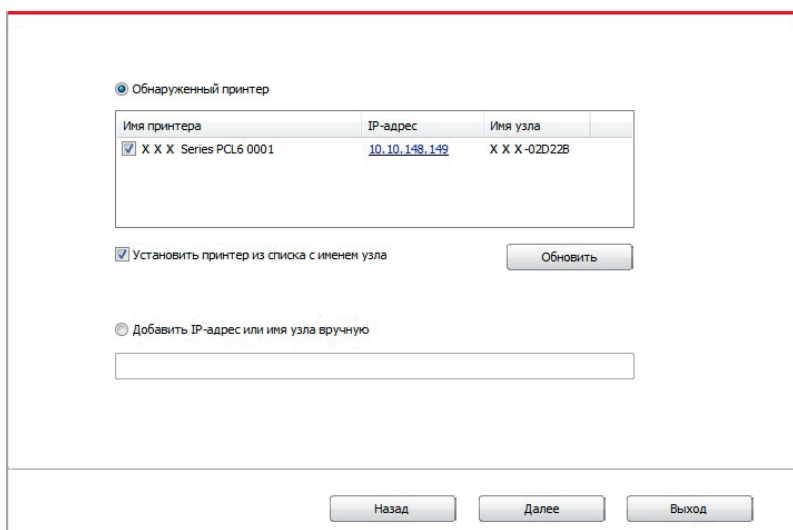 Обнаруженный принтер
Имя принтера IP-адрес Имя узла
X X X Series PCL6 0001 10.10.148.149 X X X-02D22B
Установить принтер из списка с именем узла Обновить
Добавить IP-адрес или имя узла вручную
Назад Далее Выход